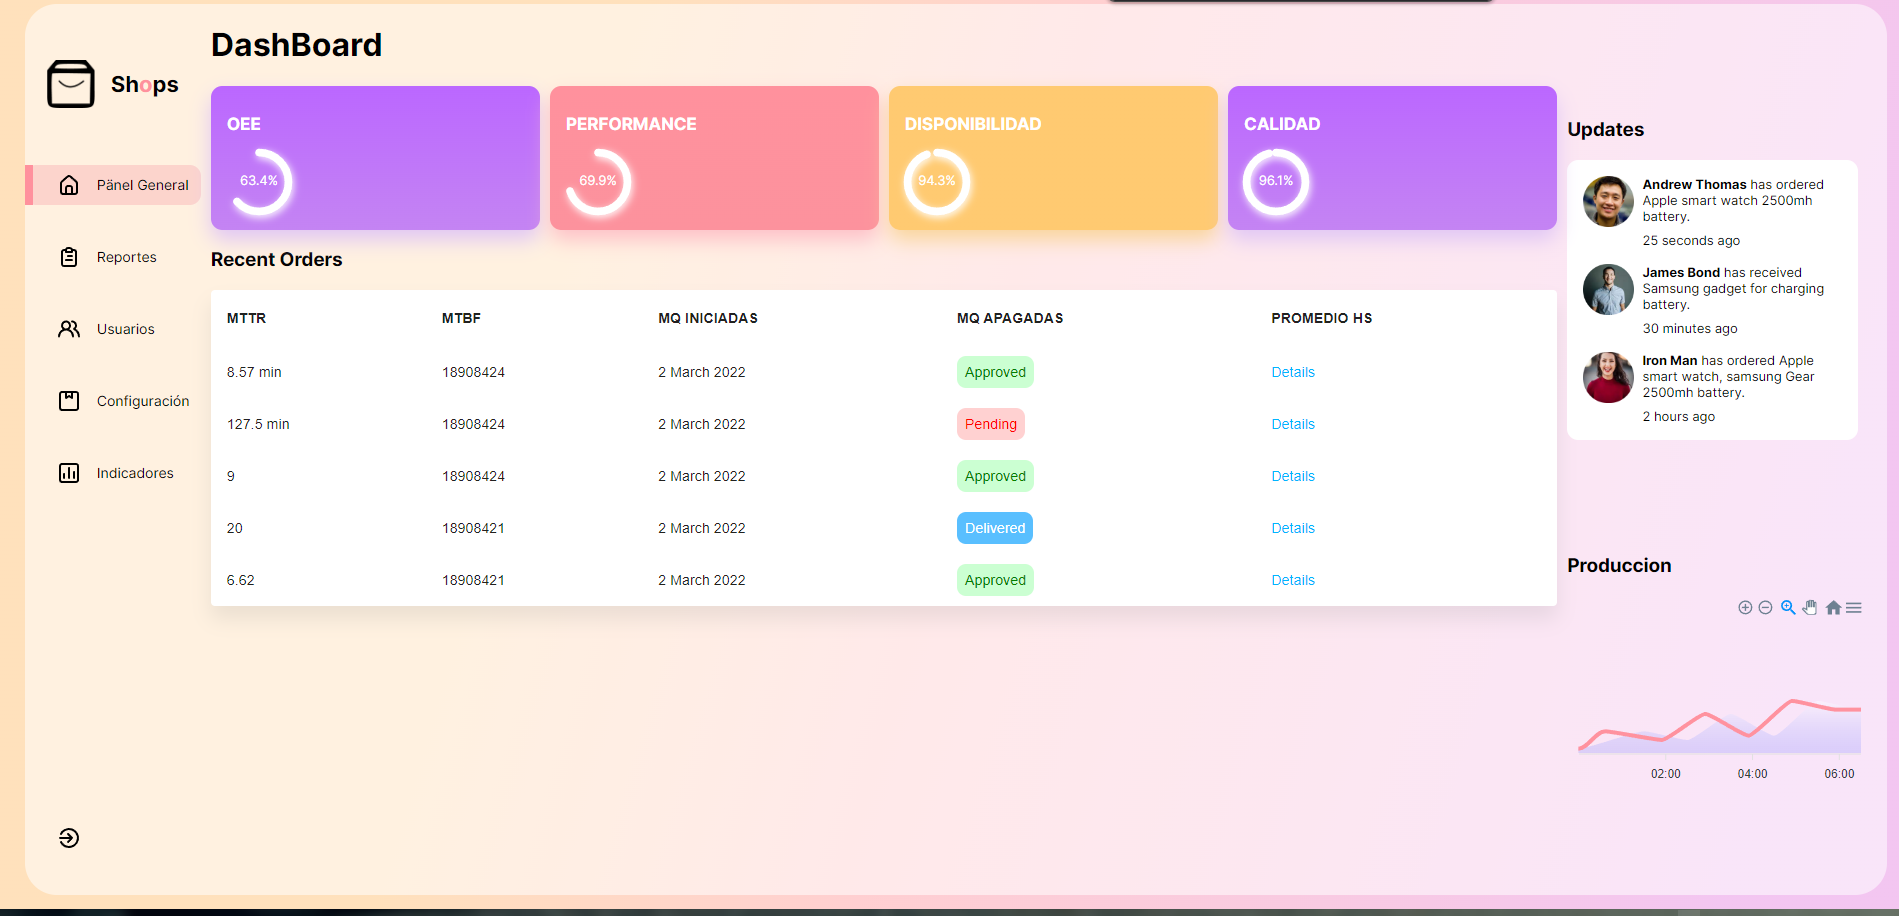 DashBoard
Shops
Pänel General
Reportes
Usuarios
Configuración
Indicadores
OEE
63.4%
PERFORMANCE
69.9%
DISPONIBILIDAD
94.3%
CALIDAD
96.1%
Recent Orders
MTTR MTBF MQ INICIADAS MQ APAGADAS PROMEDIO HS
8.57 min 18908424 2 March 2022 Approved Details
127.5 min 18908424 2 March 2022 Pending Details
9 18908424 2 March 2022 Approved Details
20 18908421 2 March 2022 Delivered Details
6.62 18908421 2 March 2022 Approved Details
Updates
Andrew Thomas has ordered
Apple smart watch 2500mh
battery.
25 seconds ago
James Bond has received
Samsung gadget for charging
battery.
30 minutes ago
Iron Man has ordered Apple
smart watch, samsung Gear
2500mh battery.
2 hours ago
Produccion
02:00 04:00 06:00